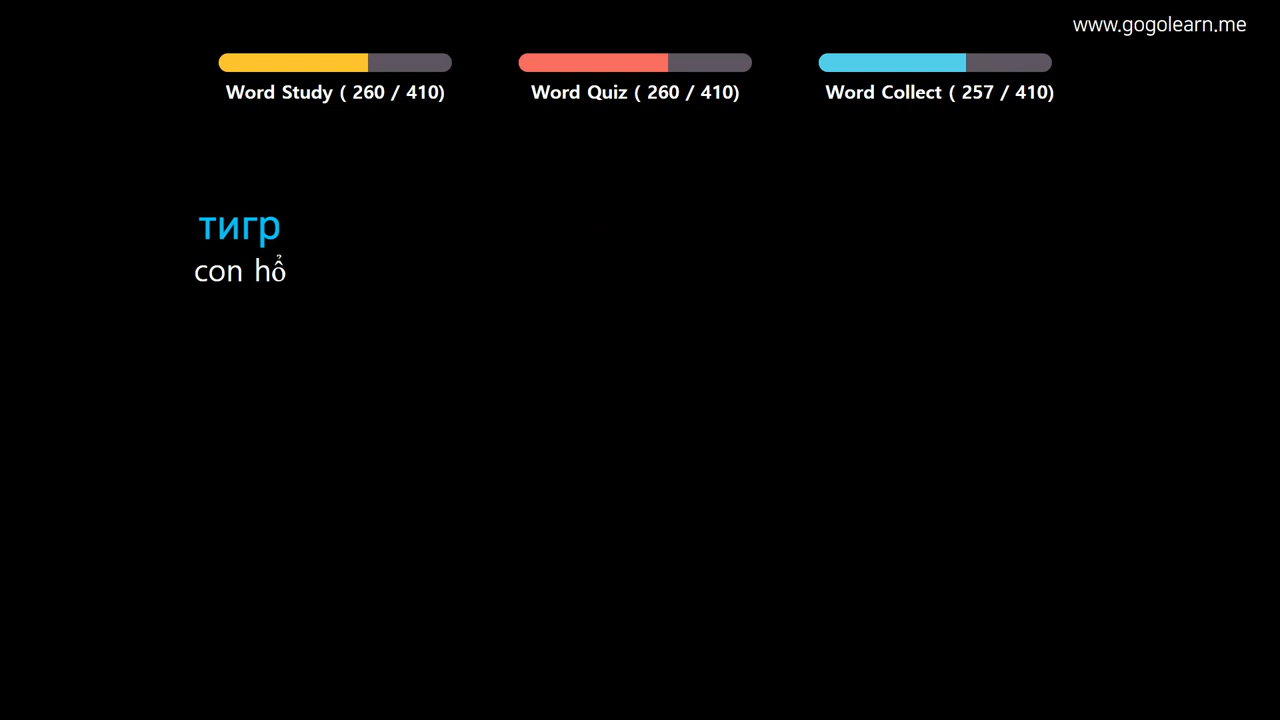 www.gogolearn.me
Word Study ( 260 / 410)
Word Quiz ( 260 / 410)
Word Collect ( 257 / 410)
тигр
con hổ